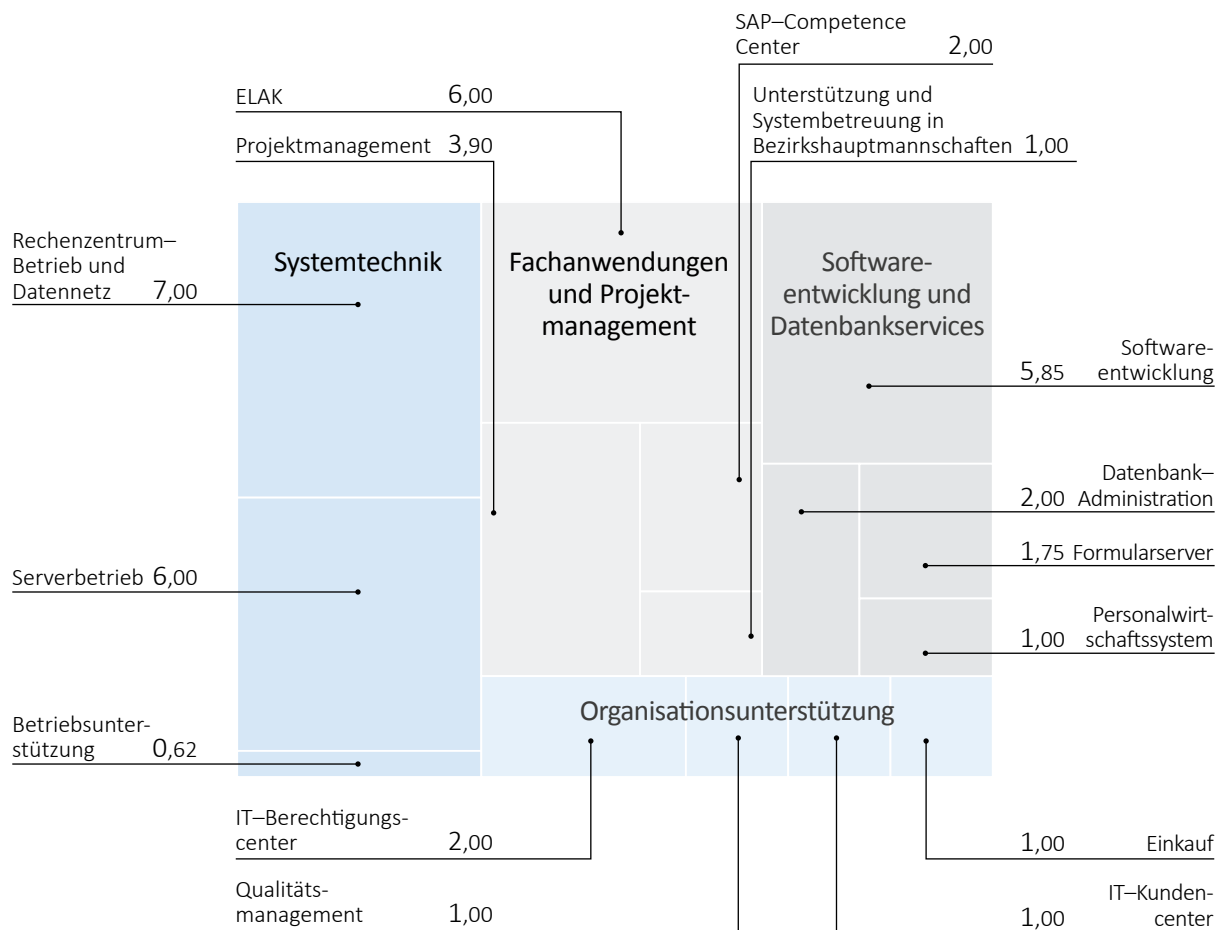 SAP–Competence
Center 2,00
ELAK 6,00
Unterstützung und
Systembetreuung in
Bezirkshauptmannschaften 1,00
Projektmanagement 3,90
Rechenzentrum–
Betrieb und
Datennetz 7,00
Systemtechnik
Fachanwendungen
und Projekt-
management
Software-
entwicklung und
Datenbankservices
Software-
5,85 entwicklung
Datenbank–
2,00 Administration
1,75 Formularserver
Serverbetrieb 6,00
Personalwirt-
1,00 schaftssystem
Betriebsunter-
stützung 0,62
Organisationsunterstützung
IT–Berechtigungs-
center 2,00
1,00 Einkauf
Qualitäts-
management 1,00
IT–Kunden-
1,00 center